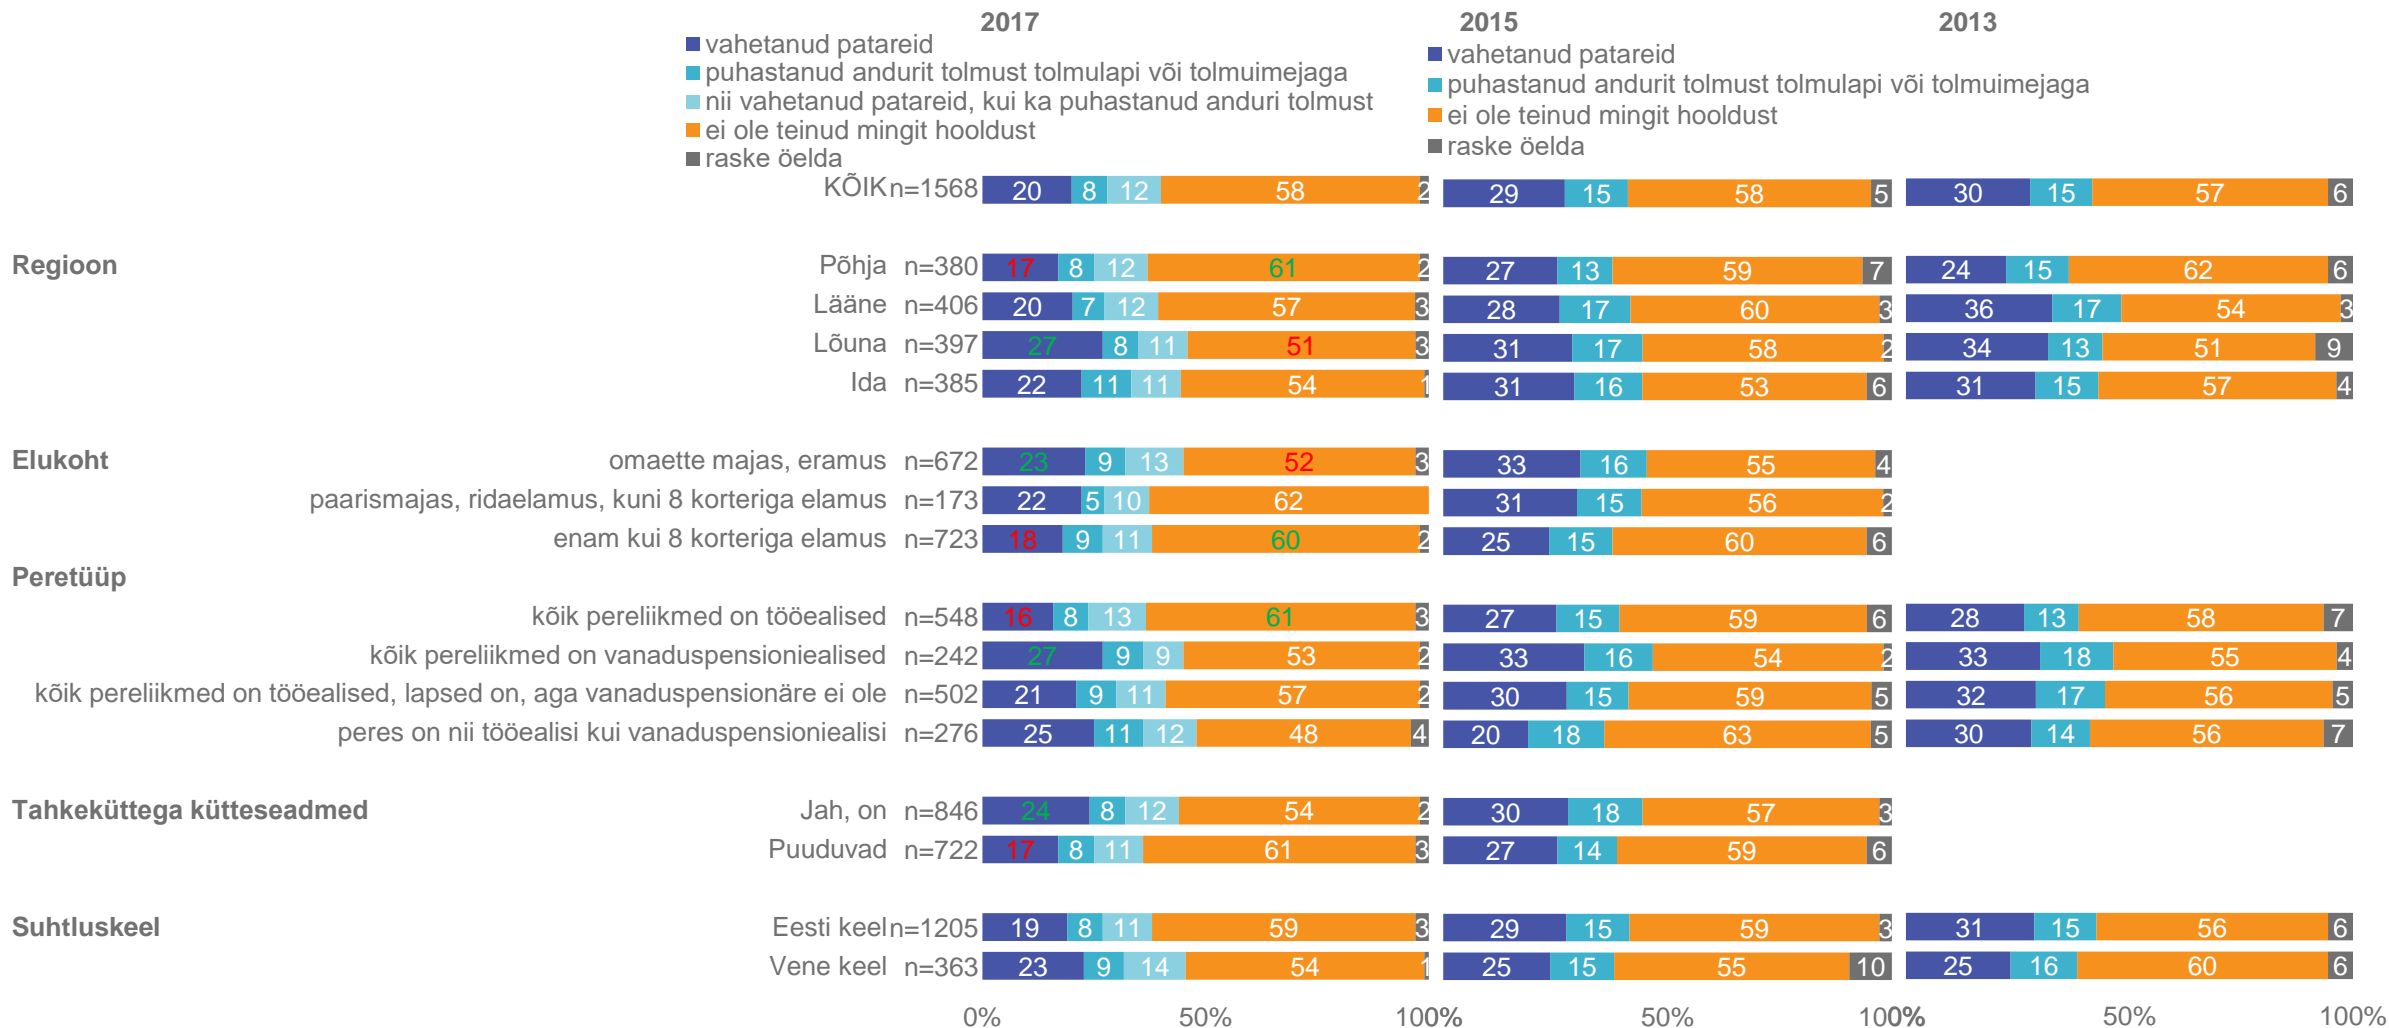 2017 2015 2013
vahetanud patareid
puhastanud andurit tolmust tolmulapi või tolmuimejaga
nii vahetanud patareid, kui ka puhastanud anduri tolmust
ei ole teinud mingit hooldust
raske öelda
vahetanud patareid
puhastanud andurit tolmust tolmulapi või tolmuimejaga
ei ole teinud mingit hooldust
raske öelda
KÕIK n=1568 20 8 12 58 2 29 15 58 5 30 15 57 6
Regioon Põhja n=380 17 8 12 61 2 27 13 59 7 24 15 62 6
Lääne n=406 20 7 12 57 3 28 17 60 3 36 17 54 3
Lõuna n=397 27 8 11 51 3 31 17 58 2 34 13 51 9
Ida n=385 22 11 11 54 1 31 16 53 6 31 15 57 4
Elukoht omaette majas, eramus n=672 23 9 13 52 3 33 16 55 4
paarismajas, ridaelamus, kuni 8 korteriga elamus n=173 22 5 10 62 31 15 56 2
enam kui 8 korteriga elamus n=723 18 9 11 60 2 25 15 60 6
Peretüüp
kõik pereliikmed on tööealised n=548 16 8 13 61 3 27 15 59 6 28 13 58 7
kõik pereliikmed on vanaduspensioniealised n=242 27 9 9 53 2 33 16 54 2 33 18 55 4
kõik pereliikmed on tööealised, lapsed on, aga vanaduspensionäre ei ole n=502 21 9 11 57 2 30 15 59 5 32 17 56 5
peres on nii tööealisi kui vanaduspensioniealisi n=276 25 11 12 48 4 20 18 63 5 30 14 56 7
Tahkeküttega kütteseadmed Jah, on n=846 24 8 12 54 2 30 18 57 3
Puuduvad n=722 17 8 11 61 3 27 14 59 6
Suhtluskeel Eesti keel n=1205 19 8 11 59 3 29 15 59 3 31 15 56 6
Vene keel n=363 23 9 14 54 1 25 15 55 10 25 16 60 6
0% 50% 100% 0% 50% 100% 0% 50% 100%